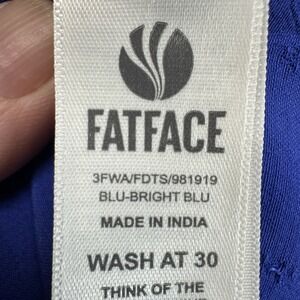 FATFACE
3FWA/FDTS/981919
BLU-BRIGHT BLU
MADE IN INDIA
WASH AT 30
THINK OF THE